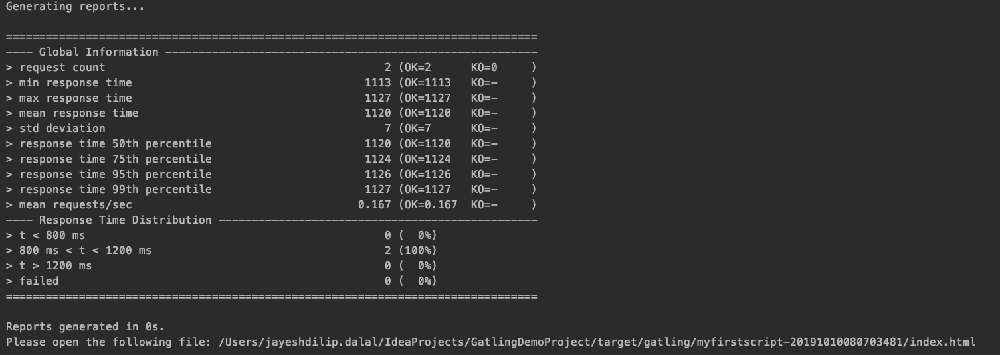 Generating reports...
================================================================================
---- Global Information --------------------------------------------------------
> request count                                          2 (OK=2      KO=0     )
> min response time                                   1113 (OK=1113   KO=-     )
> max response time                                   1127 (OK=1127   KO=-     )
> mean response time                                  1120 (OK=1120   KO=-     )
> std deviation                                          7 (OK=7      KO=-     )
> response time 50th percentile                       1120 (OK=1120   KO=-     )
> response time 75th percentile                       1124 (OK=1124   KO=-     )
> response time 95th percentile                       1126 (OK=1126   KO=-     )
> response time 99th percentile                       1127 (OK=1127   KO=-     )
> mean requests/sec                                  0.167 (OK=0.167  KO=-     )
---- Response Time Distribution ------------------------------------------------
> t < 800 ms                                             0 (  0%)
> 800 ms < t < 1200 ms                                   2 (100%)
> t > 1200 ms                                            0 (  0%)
> failed                                                 0 (  0%)
================================================================================
Reports generated in 0s.
Please open the following file: /Users/jayeshdilip.dalal/IdeaProjects/GatlingDemoProject/target/gatling/myfirstscript-20191010080703481/index.html